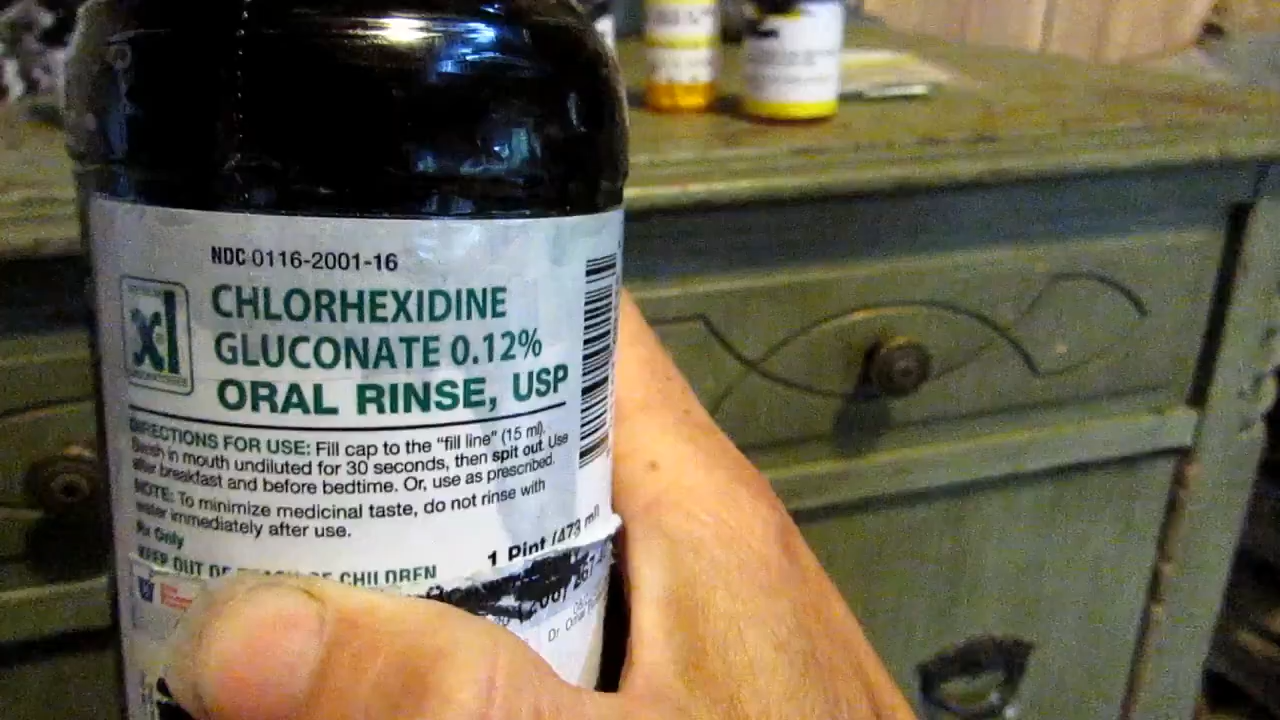 NDC 0116-2001-16
xl
CHLORHEXIDINE
GLUCONATE 0.12%
ORAL RINSE, USP
DIRECTIONS FOR USE: Fill cap to the "fill line" (15 ml).
Swish in mouth undiluted for 30 seconds, then spit out. Use
after breakfast and before bedtime. Or, use as prescribed.
NOTE: To minimize medicinal taste, do not rinse with
water immediately after use.
Rx Only
1 Pint (473 ml)
KEEP OUT OF REACH OF CHILDREN
Dr.